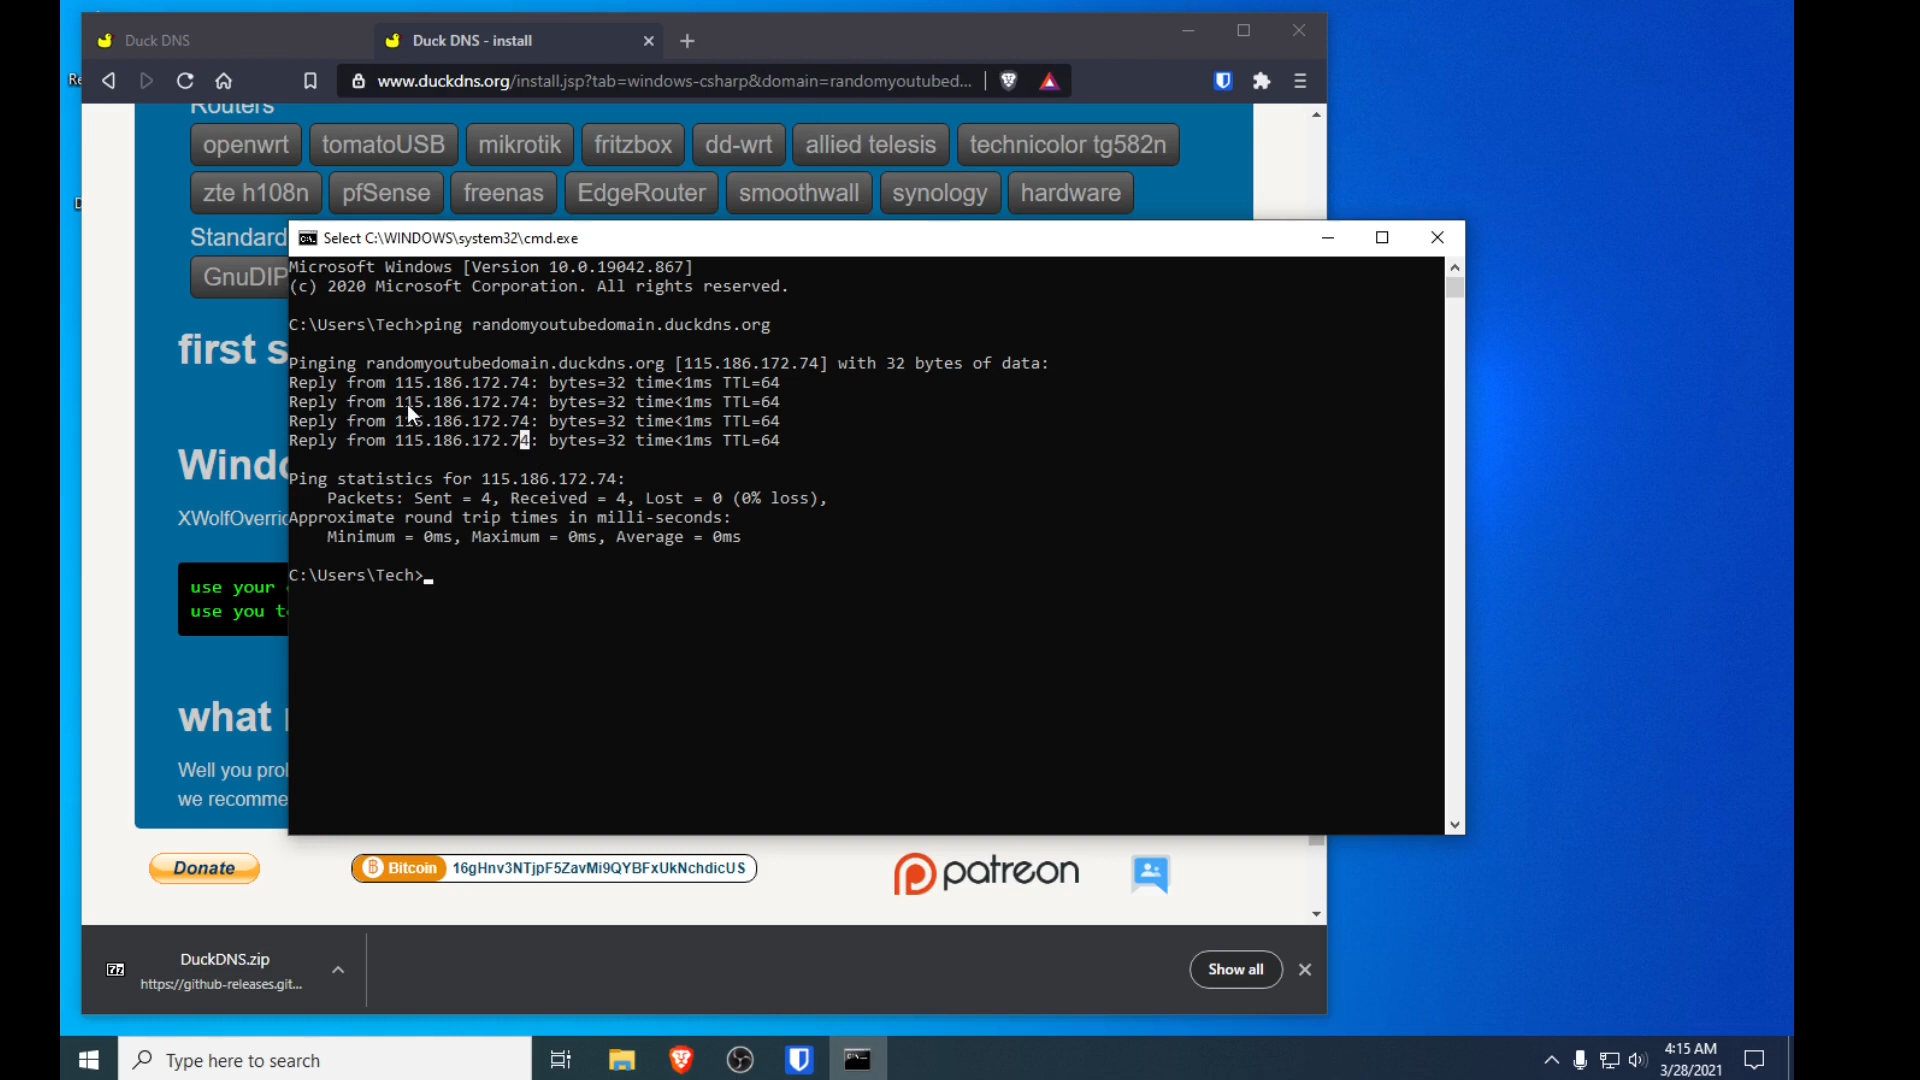 Duck DNS
Duck DNS - install
www.duckdns.org/install.jsp?tab=windows-csharp&domain=randomyoutubed...
Re
Routers
openwrt tomatoUSB mikrotik fritzbox dd-wrt allied telesis technicolor tg582n
zte h108n pfSense freenas EdgeRouter smoothwall synology hardware
Standard
GnuDIP
Select C:\WINDOWS\system32\cmd.exe
Microsoft Windows [Version 10.0.19042.867]
(c) 2020 Microsoft Corporation. All rights reserved.
C:\Users\Tech>ping randomyoutubedomain.duckdns.org
Pinging randomyoutubedomain.duckdns.org [115.186.172.74] with 32 bytes of data:
Reply from 115.186.172.74: bytes=32 time<1ms TTL=64
Reply from 115.186.172.74: bytes=32 time<1ms TTL=64
Reply from 115.186.172.74: bytes=32 time<1ms TTL=64
Reply from 115.186.172.74: bytes=32 time<1ms TTL=64
Ping statistics for 115.186.172.74:
Packets: Sent = 4, Received = 4, Lost = 0 (0% loss),
Approximate round trip times in milli-seconds:
Minimum = 0ms, Maximum = 0ms, Average = 0ms
C:\Users\Tech>
first s
Windo
XWolfOverric
use your
use you t
what
Well you pro
we recomme
Donate
Bitcoin 16gHnv3NTjpF5ZavMi9QYBFxUkNchdicUS
patreon
DuckDNS.zip
https://github-releases.git...
Show all
Type here to search
4:15 AM
3/28/2021